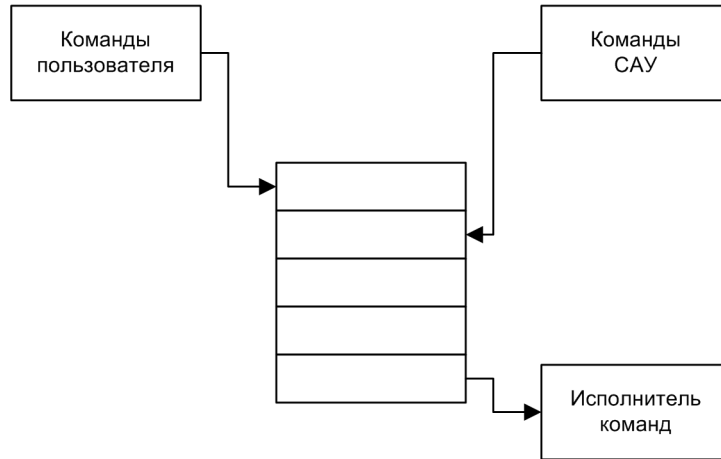 Команды
пользователя
Команды
САУ
Исполнитель
команд